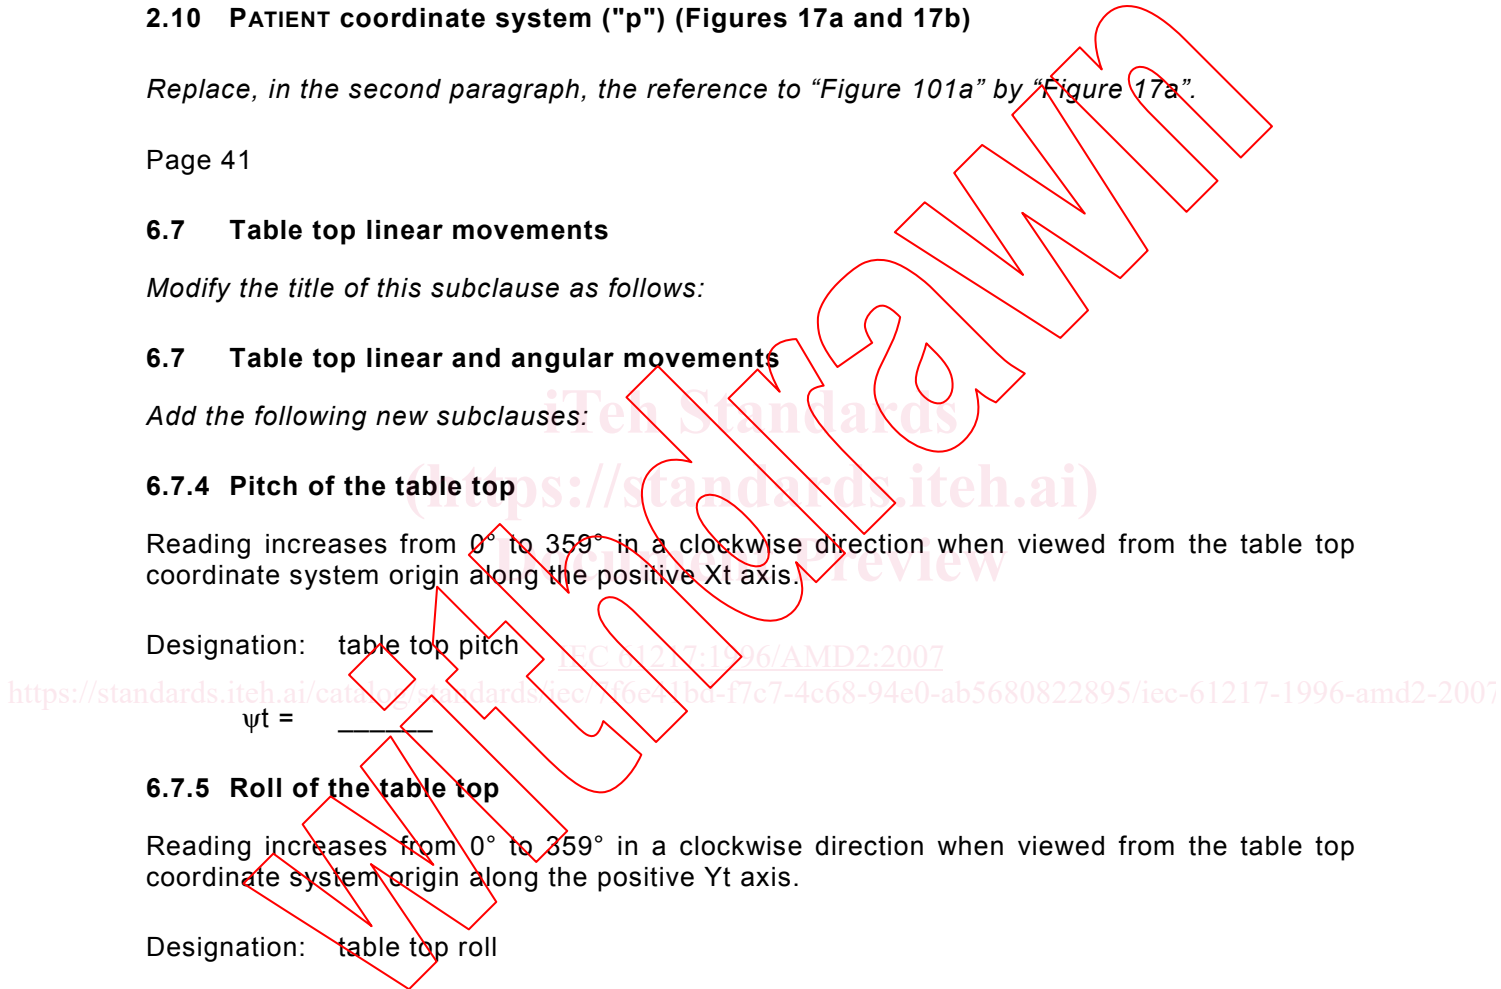 2.10 PATIENT coordinate system ("p") (Figures 17a and 17b)
Replace, in the second paragraph, the reference to “Figure 101a” by “Figure 17a”.
Page 41
6.7 Table top linear movements
Modify the title of this subclause as follows:
6.7 Table top linear and angular movements
iTeh Standards
Add the following new subclauses:
(https://standards.iteh.ai)
6.7.4 Pitch of the table top
Reading increases from 0° to 359° in a clockwise direction when viewed from the table top
Document Preview
coordinate system origin along the positive Xt axis.
Designation: table top pitch
IEC 61217:1996/AMD2:2007
https://standards.iteh.ai/catalog/standards/iec/7f6e41bd-f7c7-4c68-94e0-ab5680822895/iec-61217-1996-amd2-2007
ψt = ______
6.7.5 Roll of the table top
Reading increases from 0° to 359° in a clockwise direction when viewed from the table top
coordinate system origin along the positive Yt axis.
Designation: table top roll
withdrawn